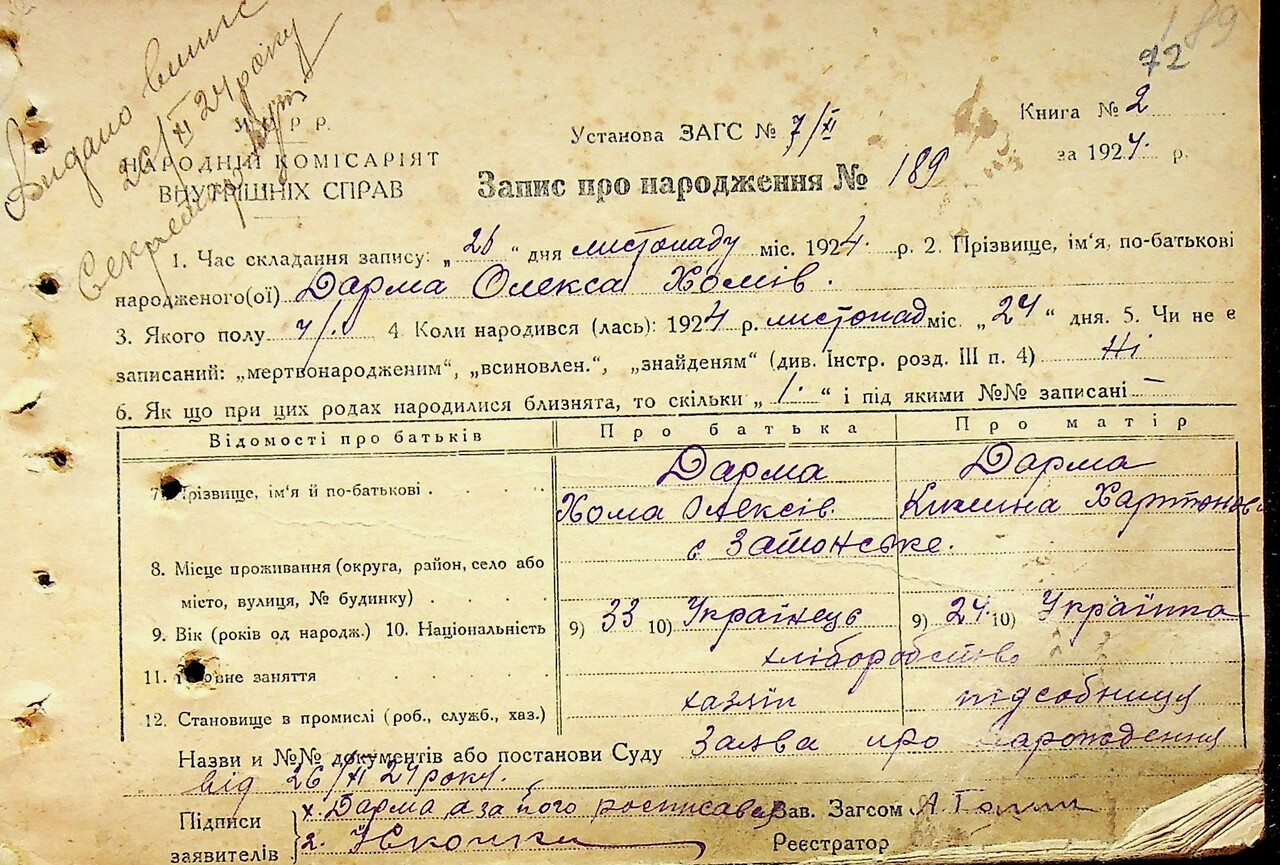 189
72
Видано випис
26/XI 24 року
Секретар
У. С. Р. Р.
НАРОДНІЙ КОМІСАРІЯТ
ВНУТРІШНІХ СПРАВ
Установа ЗАГС № 7/XI
Книга № 2
за 1924. р.
Запис про народження № 189
1. Час складання запису: „ 26 “ дня листопаду міс. 1924. р. 2. Прізвище, ім‘я, по-батькові
народженого(ої) Дарма Олекса Хомів.
3. Якого полу ч/. 4. Коли народився (лась): 1924 р. листопад міс. „ 24 “ дня. 5. Чи не є
записаний: „мертвонародженим“, „всиновлен.“, „знайденям“ (див. Інстр. розд. III п. 4) Ні
6. Як що при цих родах народилися близнята, то скільки „ 1. “ і під якими №№ записані —
Відомості про батьків Про батька Про матір
7. Прізвище, ім‘я й по-батькові . . . . Дарма Дарма
Хома Олексів. Килина Харитонов
с Затонське.
8. Місце проживання (округа, район, село або
місто, вулиця, № будинку) . . . .
9. Вік (років од народж.) 10. Національність 9) 33 10) Українець 9) 24. 10) Українка
11. Головне заняття . . . . . хліборобство
12. Становище в промислі (роб., служб., хаз.) хазяїн підсобниця
Назви и №№ документів або постанови Суду Заява про народження
від 26/XI 24 року.
Підписи
заявителів
х. Дарма а за його росписавсь
2.
Зав. Загсом
Реєстратор